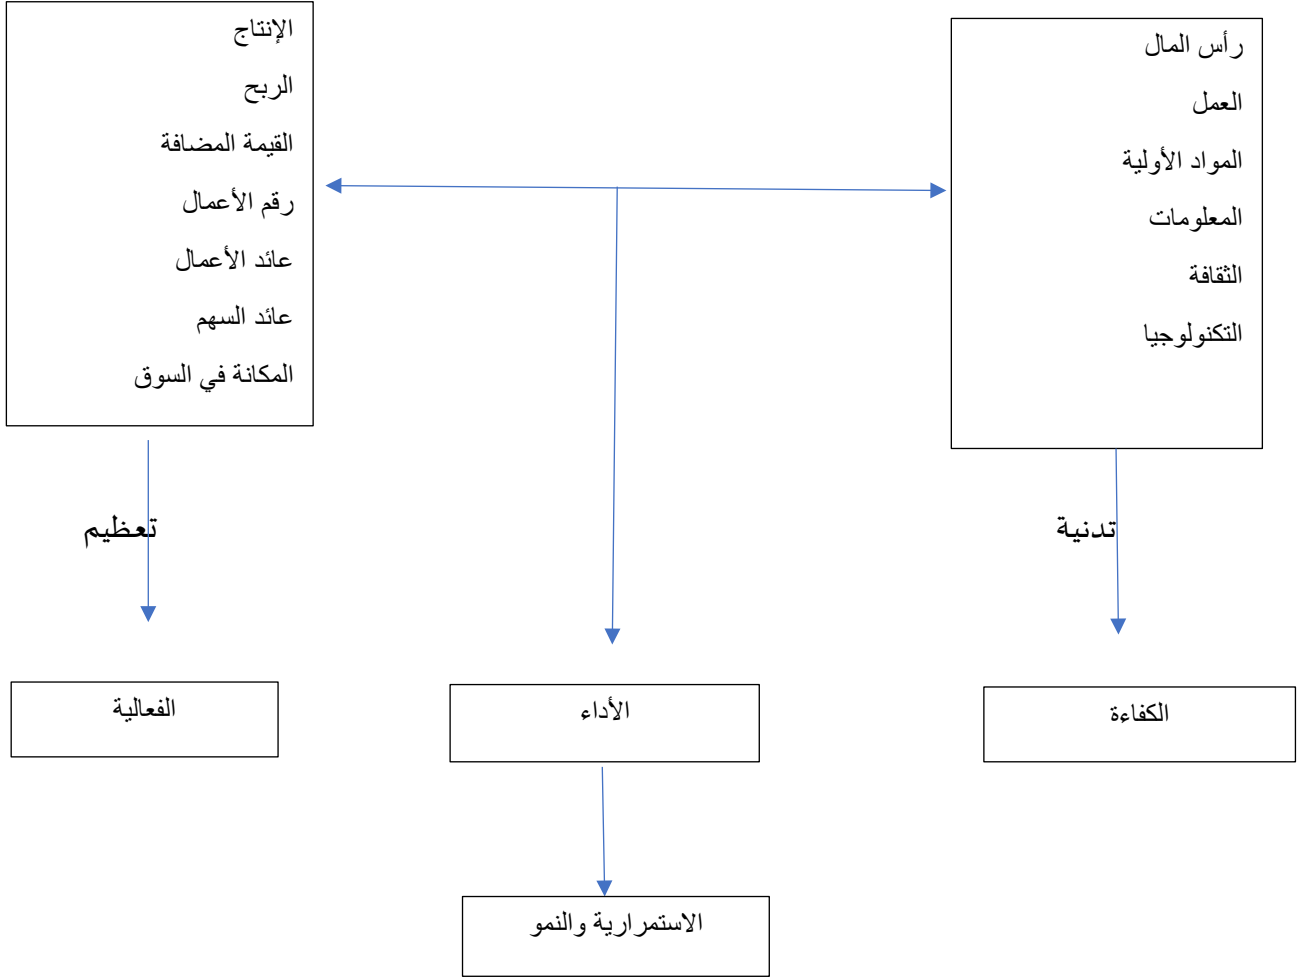 رأس المال
العمل
المواد الأولية
المعلومات
الثقافة
التكنولوجيا
الإنتاج
الربح
القيمة المضافة
رقم الأعمال
عائد الأعمال
عائد السهم
المكانة في السوق
تدنية
تعظيم
الكفاءة
الأداء
الفعالية
الاستمرارية والنمو